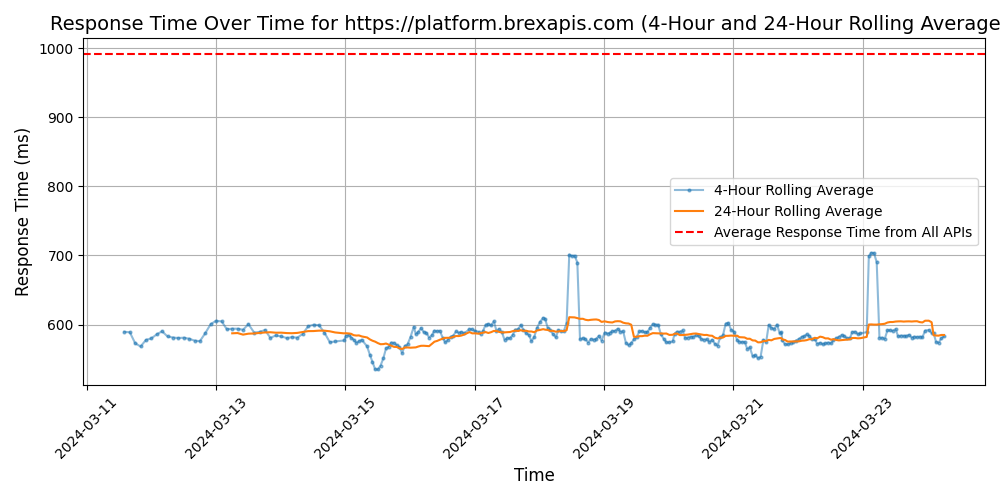 Response Time Over Time for https://platform.brexapis.com (4-Hour and 24-Hour Rolling Average
1000
900
800
700
600
Response Time (ms)
4-Hour Rolling Average
24-Hour Rolling Average
Average Response Time from All APIs
2024-03-11
2024-03-13
2024-03-15
2024-03-17
2024-03-19
2024-03-21
2024-03-23
Time